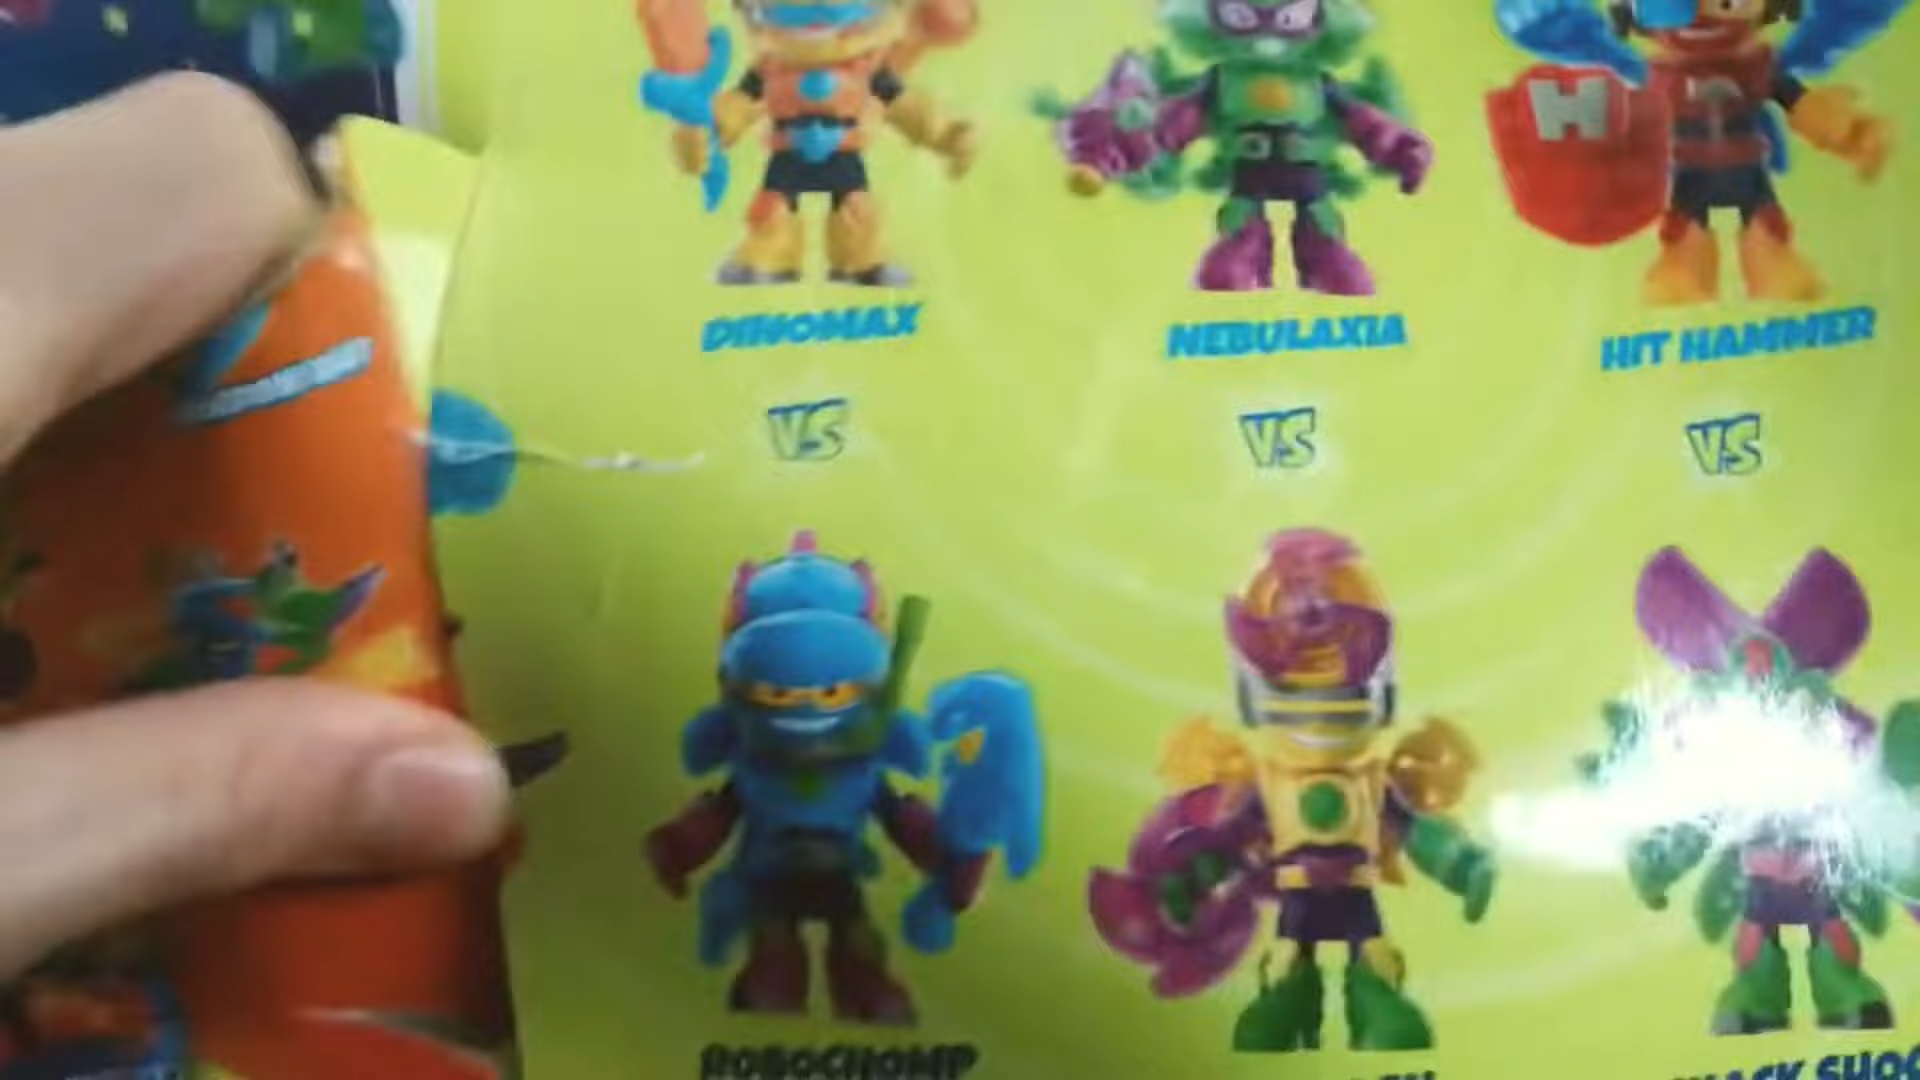 H
DINOMAX
NEBULAXIA
HIT HAMMER
VS
VS
VS
ROBOCHOMP